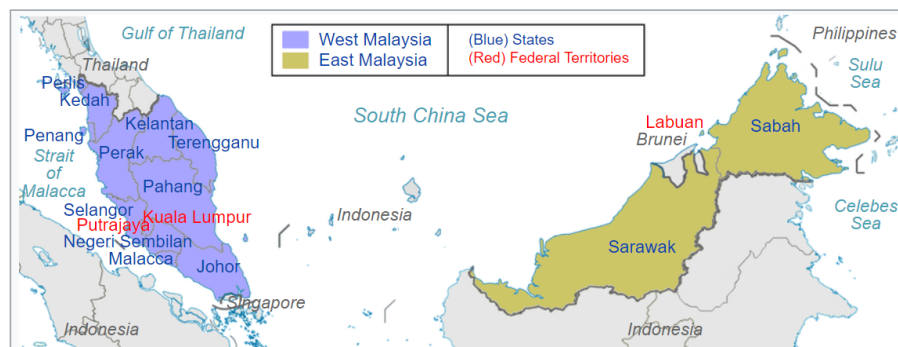 Gulf of Thailand
West Malaysia
East Malaysia
(Blue) States
(Red) Federal Territories
Philippines
Sulu
Sea
Thailand
Perlis
Kedah
South China Sea
Labuan
Brunei
Sabah
Penang
Kelantan
Terengganu
Strait
of
Malacca
Perak
Pahang
Selangor
Kuala Lumpur
Putrajaya
Indonesia
Celebes
Sea
Negeri Sembilan
Malacca
Johor
Sarawak
Singapore
Indonesia
Indonesia